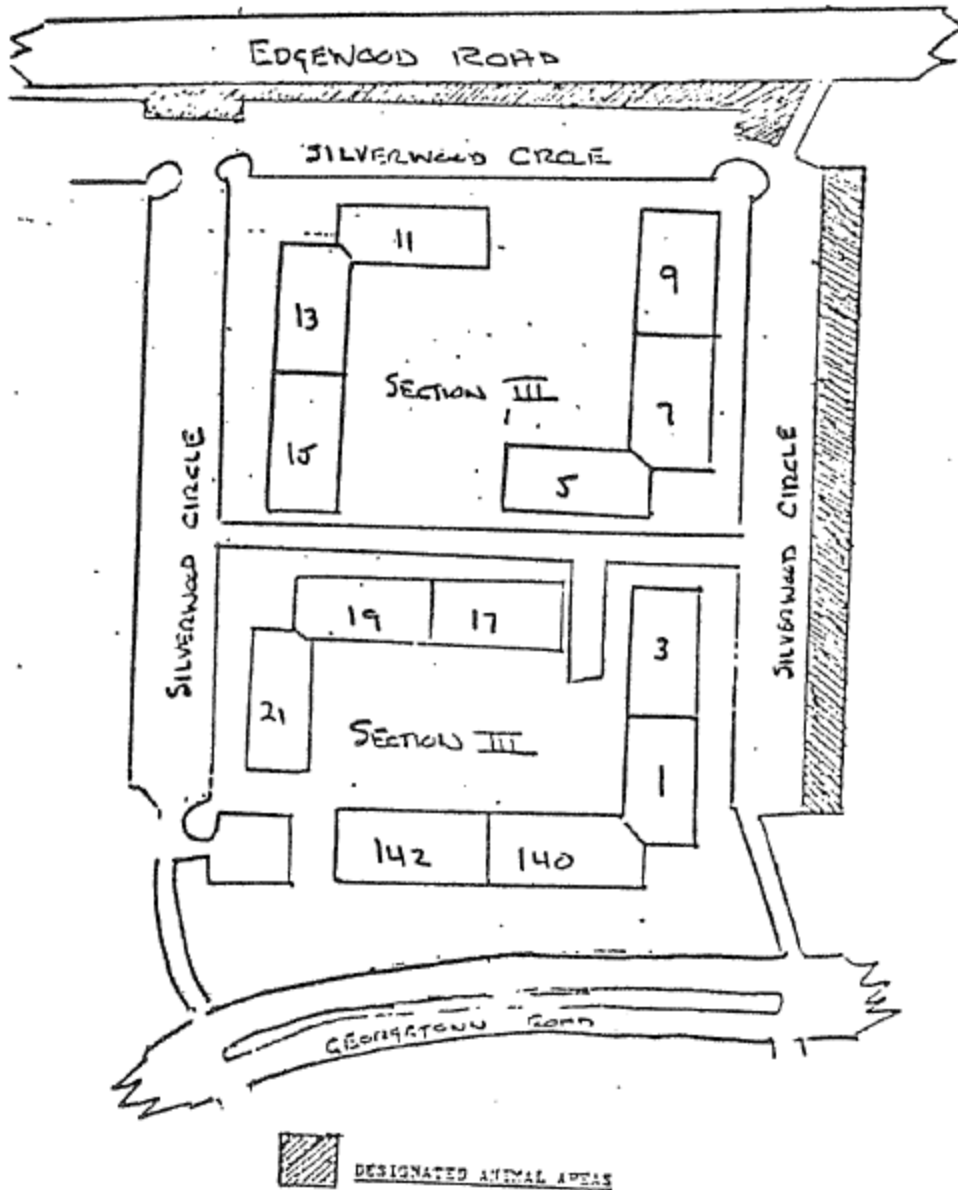 EDGEWOOD ROAD
SILVERWOOD CIRCLE
11
9
13
SECTION III
7
15
5
SILVERWOOD CIRCLE
SILVERWOOD CIRCLE
19
17
3
21
SECTION III
1
142
140
GEORGETOWN ROAD
DESIGNATED ANIMAL AREAS